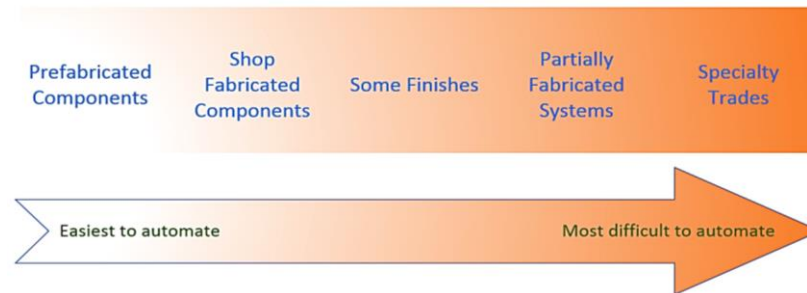 Prefabricated
Components
Shop
Fabricated
Components
Some Finishes
Partially
Fabricated
Systems
Specialty
Trades
Easiest to automate
Most difficult to automate